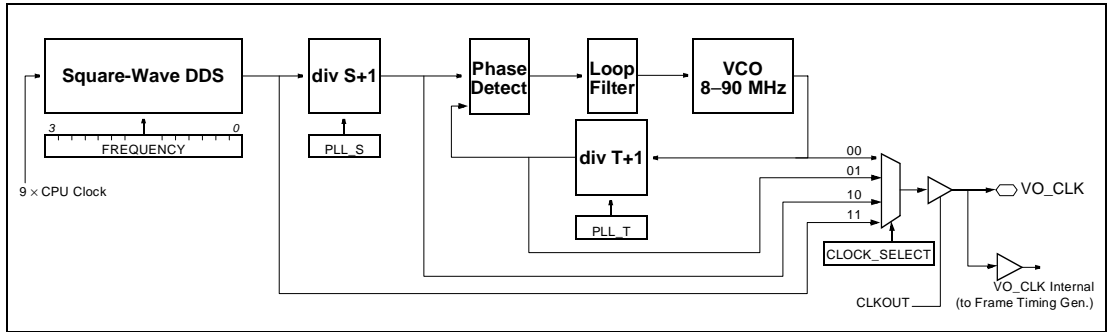 Square-Wave DDS
div S+1
Phase
Detect
Loop
Filter
VCO
8–90 MHz
3
0
FREQUENCY
PLL_S
div T+1
00
01
10
11
9 × CPU Clock
VO_CLK
PLL_T
CLOCK_SELECT
CLKOUT
VO_CLK Internal
(to Frame Timing Gen.)